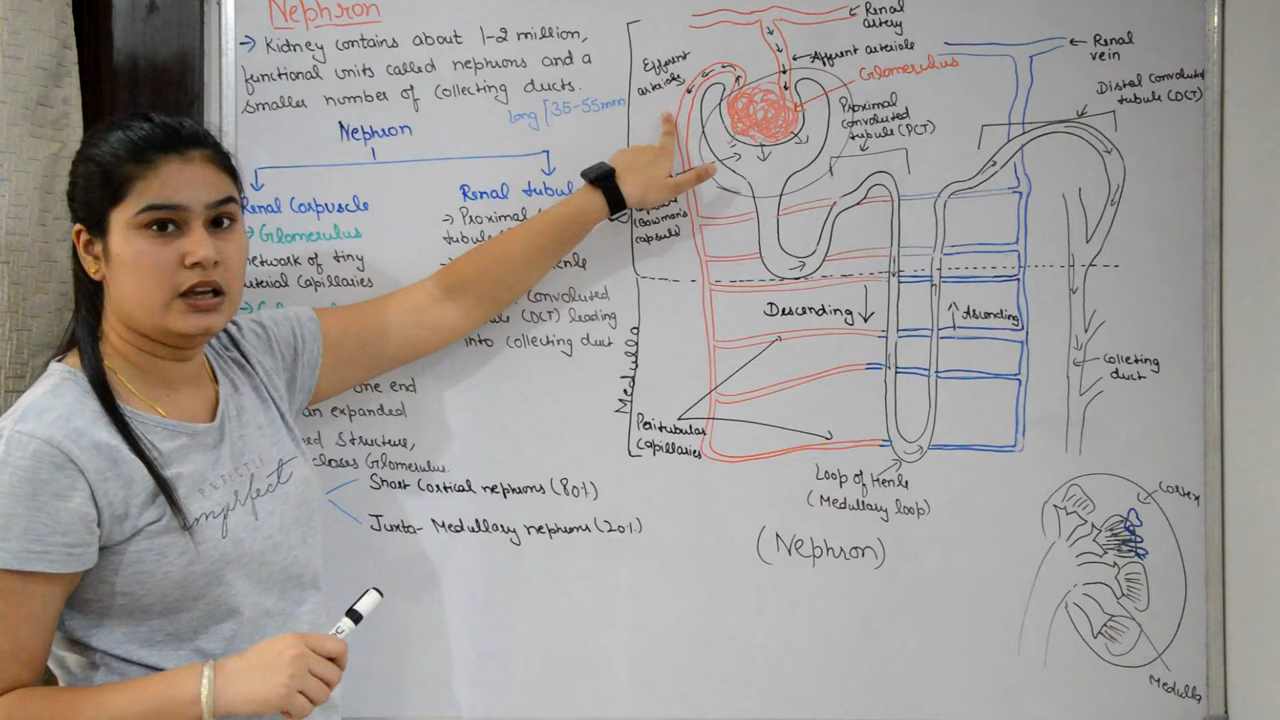 Nephron
→ Kidney contains about 1-2 million,
functional units called nephrons and a
smaller number of collecting ducts.
long [35-55mm
Nephron
Renal Corpuscle
→ Glomerulus
network of tiny
arterial capillaries
one end
an expanded
structure,
Glomerulus.
Renal tubul
→ Proximal
tubule
convoluted
(DCT) leading
into collecting duct
Short Cortical nephrons (80%)
Juxta-Medullary nephrons (20%)
Renal
artery
Efferent
arteriole
Afferent arteriole
Glomerulus
Proximal
convoluted
tubule (PCT)
Renal
vein
Distal convoluted
tubule (DCT)
(Bowman's
capsule)
Medulla
Descending
Ascending
Peritubular
capillaries
Loop of Henle
(Medullary loop)
Colleting
duct
(Nephron)
Cortex
Medulla
PERFECTLY
imperfect